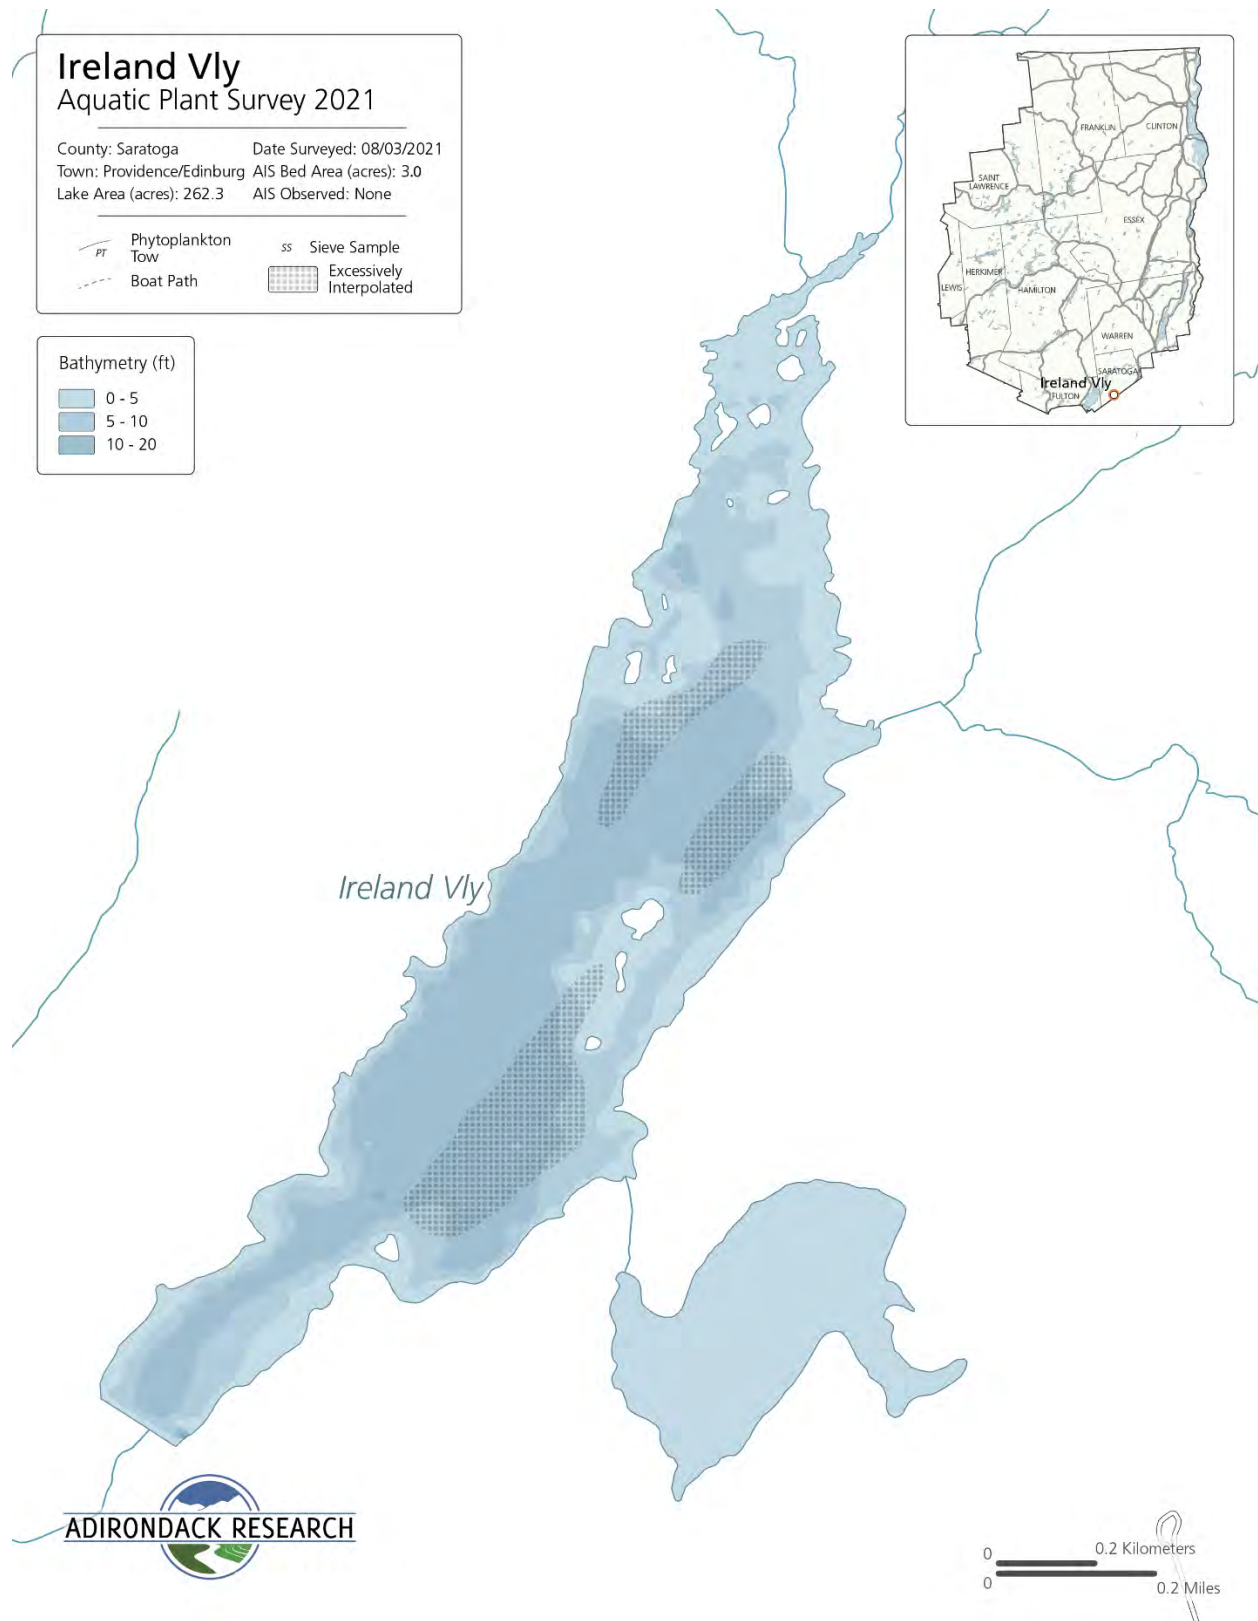 Ireland Vly
Aquatic Plant Survey 2021
County: Saratoga Date Surveyed: 08/03/2021
Town: Providence/Edinburg AIS Bed Area (acres): 3.0
Lake Area (acres): 262.3 AIS Observed: None
Phytoplankton
Tow
PT
SS Sieve Sample
Boat Path
Excessively
Interpolated
Bathymetry (ft)
0 - 5
5 - 10
10 - 20
FRANKLIN
CLINTON
SAINT
LAWRENCE
ESSEX
HERKIMER
LEWIS
HAMILTON
WARREN
SARATOGA
Ireland Vly
FULTON
Ireland Vly
ADIRONDACK RESEARCH
0 0.2 Kilometers
0 0.2 Miles